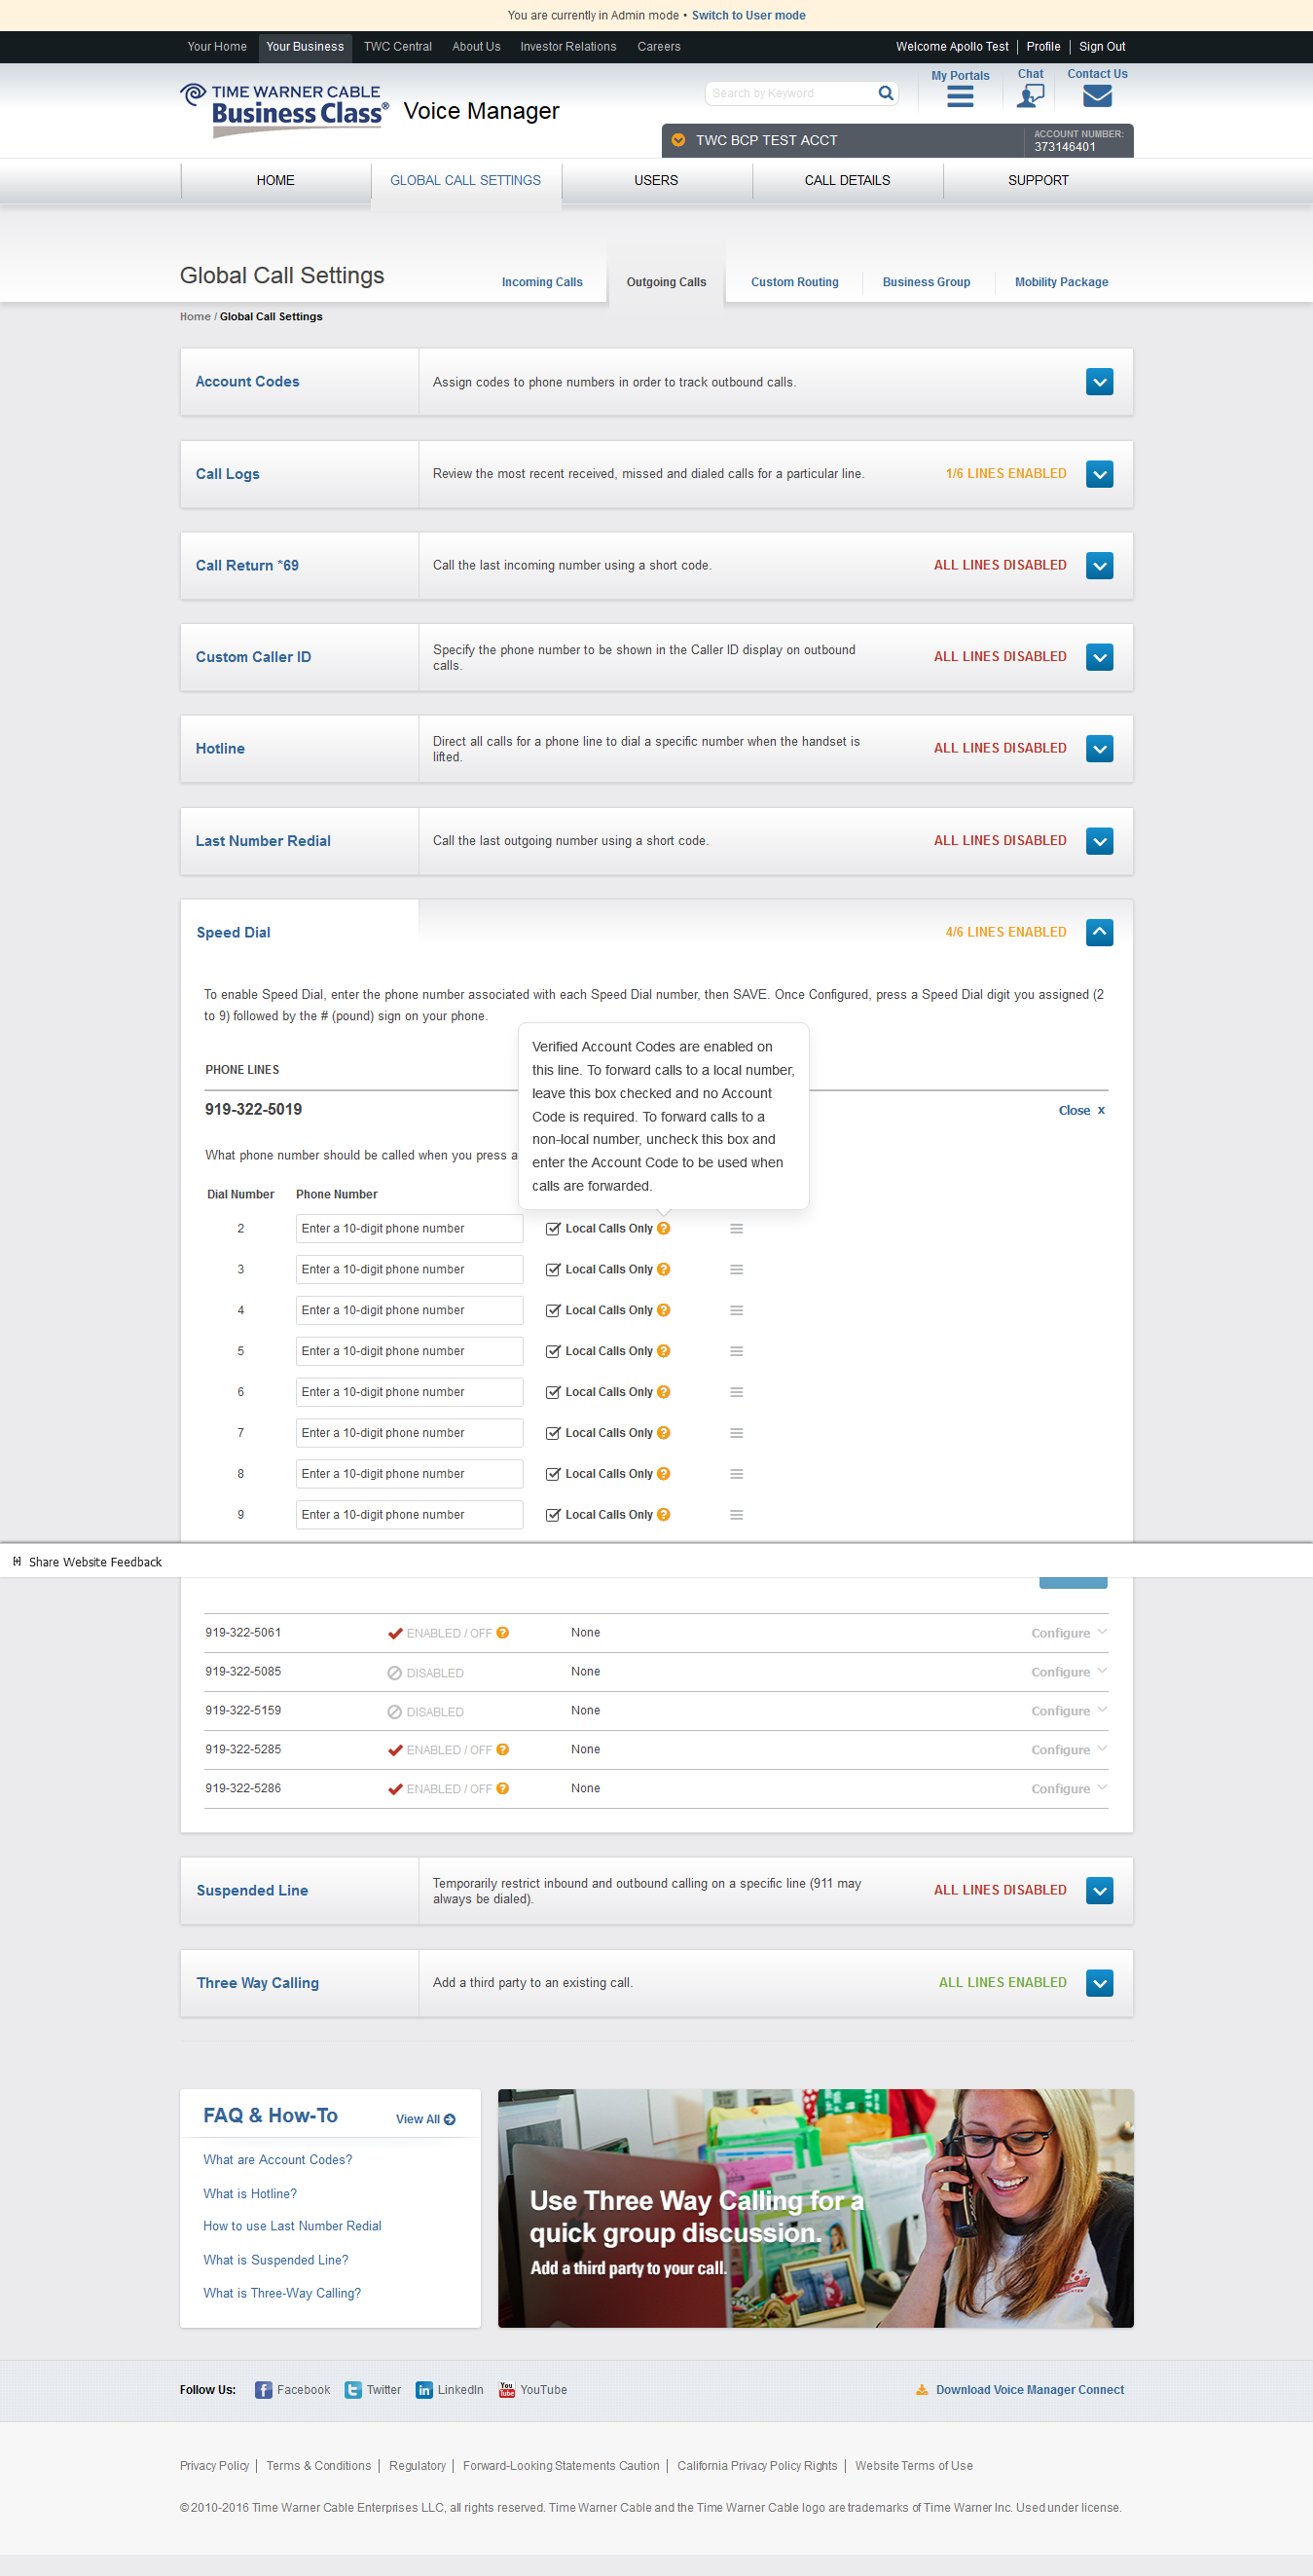 You are currently in Admin mode • Switch to User mode
Your Home Your Business TWC Central About Us Investor Relations Careers Welcome Apollo Test Profile Sign Out
TIME WARNER CABLE
Business Class® Voice Manager
Search by Keyword
My Portals Chat Contact Us
TWC BCP TEST ACCT
ACCOUNT NUMBER:
373146401
HOME GLOBAL CALL SETTINGS USERS CALL DETAILS SUPPORT
Global Call Settings
Incoming Calls Outgoing Calls Custom Routing Business Group Mobility Package
Home / Global Call Settings
Account Codes Assign codes to phone numbers in order to track outbound calls.
Call Logs Review the most recent received, missed and dialed calls for a particular line. 1/6 LINES ENABLED
Call Return *69 Call the last incoming number using a short code. ALL LINES DISABLED
Custom Caller ID Specify the phone number to be shown in the Caller ID display on outbound
calls. ALL LINES DISABLED
Hotline Direct all calls for a phone line to dial a specific number when the handset is
lifted. ALL LINES DISABLED
Last Number Redial Call the last outgoing number using a short code. ALL LINES DISABLED
Speed Dial 4/6 LINES ENABLED
To enable Speed Dial, enter the phone number associated with each Speed Dial number, then SAVE. Once Configured, press a Speed Dial digit you assigned (2
to 9) followed by the # (pound) sign on your phone.
Verified Account Codes are enabled on
this line. To forward calls to a local number,
leave this box checked and no Account
Code is required. To forward calls to a
non-local number, uncheck this box and
enter the Account Code to be used when
calls are forwarded.
PHONE LINES
919-322-5019 Close x
What phone number should be called when you press a
Dial Number Phone Number
2 Enter a 10-digit phone number Local Calls Only ?
3 Enter a 10-digit phone number Local Calls Only ?
4 Enter a 10-digit phone number Local Calls Only ?
5 Enter a 10-digit phone number Local Calls Only ?
6 Enter a 10-digit phone number Local Calls Only ?
7 Enter a 10-digit phone number Local Calls Only ?
8 Enter a 10-digit phone number Local Calls Only ?
9 Enter a 10-digit phone number Local Calls Only ?
[+] Share Website Feedback
919-322-5061 ENABLED / OFF ? None Configure
919-322-5085 DISABLED None Configure
919-322-5159 DISABLED None Configure
919-322-5285 ENABLED / OFF ? None Configure
919-322-5286 ENABLED / OFF ? None Configure
Suspended Line Temporarily restrict inbound and outbound calling on a specific line (911 may
always be dialed). ALL LINES DISABLED
Three Way Calling Add a third party to an existing call. ALL LINES ENABLED
FAQ & How-To View All
What are Account Codes?
What is Hotline?
How to use Last Number Redial
What is Suspended Line?
What is Three-Way Calling?
Use Three Way Calling for a
quick group discussion.
Add a third party to your call.
Follow Us: f Facebook t Twitter in LinkedIn You Tube YouTube Download Voice Manager Connect
Privacy Policy Terms & Conditions Regulatory Forward-Looking Statements Caution California Privacy Policy Rights Website Terms of Use
© 2010-2016 Time Warner Cable Enterprises LLC, all rights reserved. Time Warner Cable and the Time Warner Cable logo are trademarks of Time Warner Inc. Used under license.